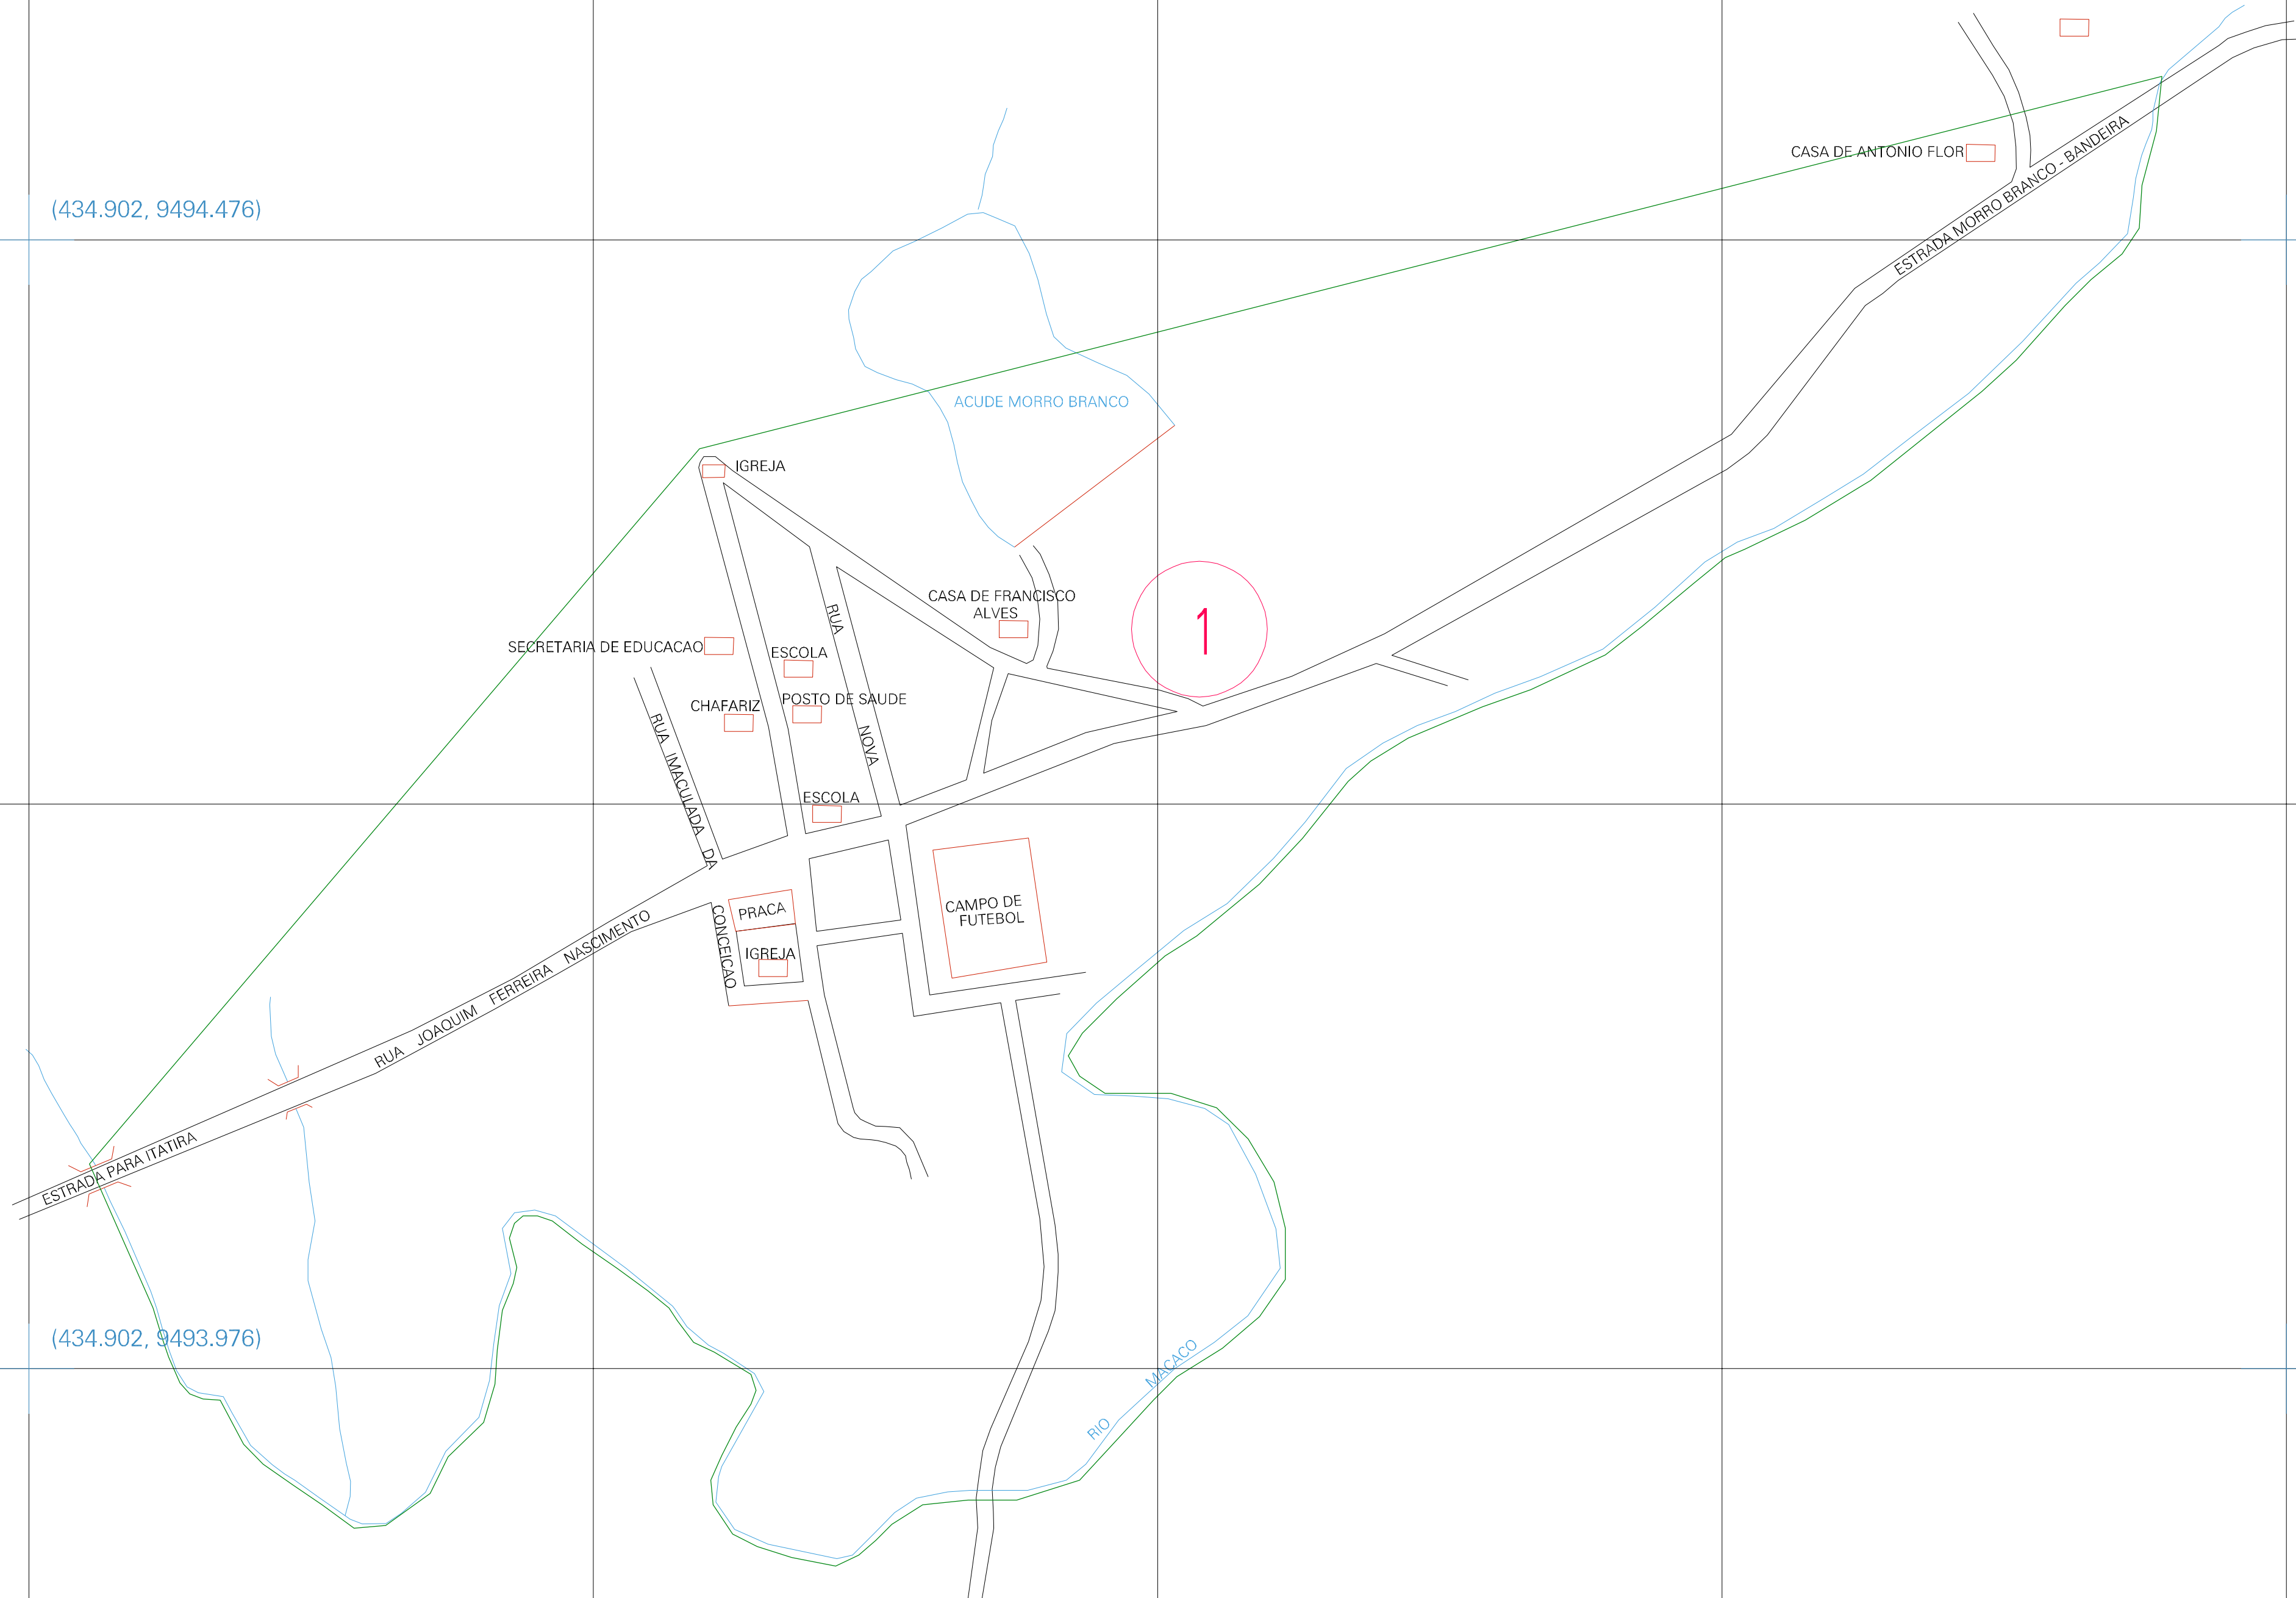 CASA DE ANTONIO FLOR
ESTRADA MORRO BRANCO - BANDEIRA
(434.902, 9494.476)
ACUDE MORRO BRANCO
IGREJA
CASA DE FRANCISCO
ALVES
1
RUA NOVA
SECRETARIA DE EDUCACAO
ESCOLA
POSTO DE SAUDE
CHAFARIZ
RUA IMACULADA DA CONCEICAO
ESCOLA
PRACA
IGREJA
CAMPO DE
FUTEBOL
RUA JOAQUIM FERREIRA NASCIMENTO
ESTRADA PARA ITATIRA
(434.902, 9493.976)
RIO MACACO